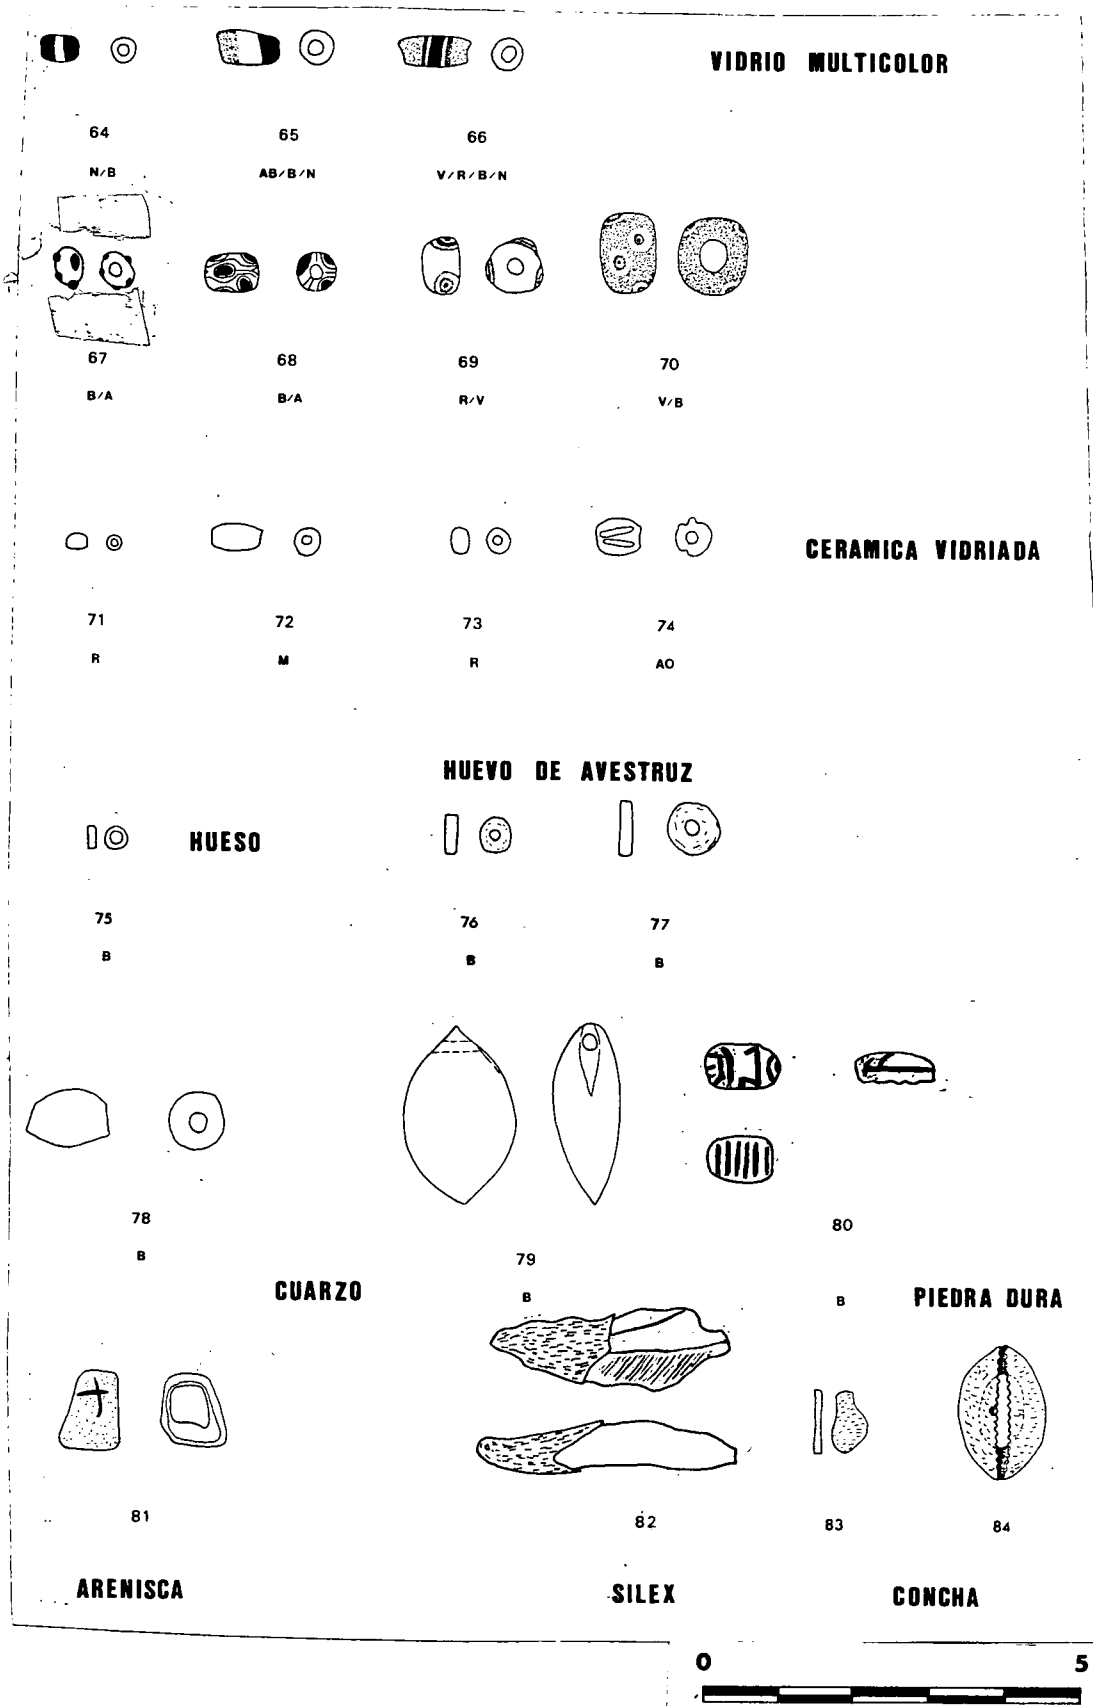 VIDRIO MULTICOLOR
64 65 66
N/B AB/B/N V/R/B/N
67 68 69 70
B/A B/A R/V V/B
CERAMICA VIDRIADA
71 72 73 74
R M R AO
HUEVO DE AVESTRUZ
HUESO
75 76 77
B B B
78 79 80
B B B
CUARZO PIEDRA DURA
81 82 83 84
ARENISCA SILEX CONCHA
0 5